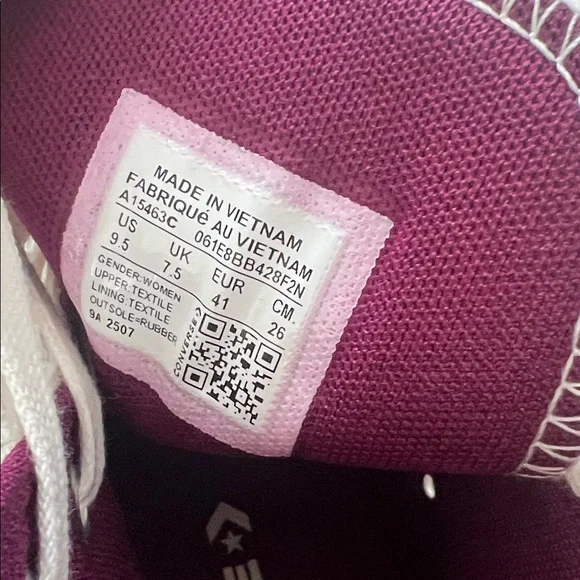 MADE IN VIETNAM
FABRIQUé AU VIETNAM
A15463C 061E8BB428F2N
US UK EUR CM
9.5 7.5 41 26
GENDER:WOMEN
UPPER:TEXTILE
LINING:TEXTILE
OUTSOLE=RUBBER
9A 2507
CONVERSE